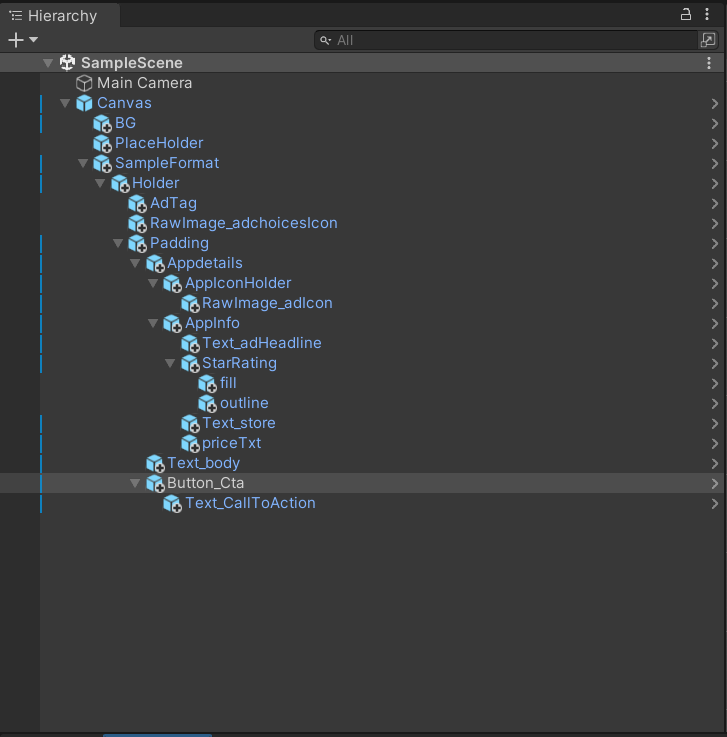 Hierarchy
All
SampleScene
Main Camera
Canvas
BG
PlaceHolder
SampleFormat
Holder
AdTag
RawImage_adchoicesIcon
Padding
Appdetails
AppIconHolder
RawImage_adIcon
AppInfo
Text_adHeadline
StarRating
fill
outline
Text_store
priceTxt
Text_body
Button_Cta
Text_CallToAction